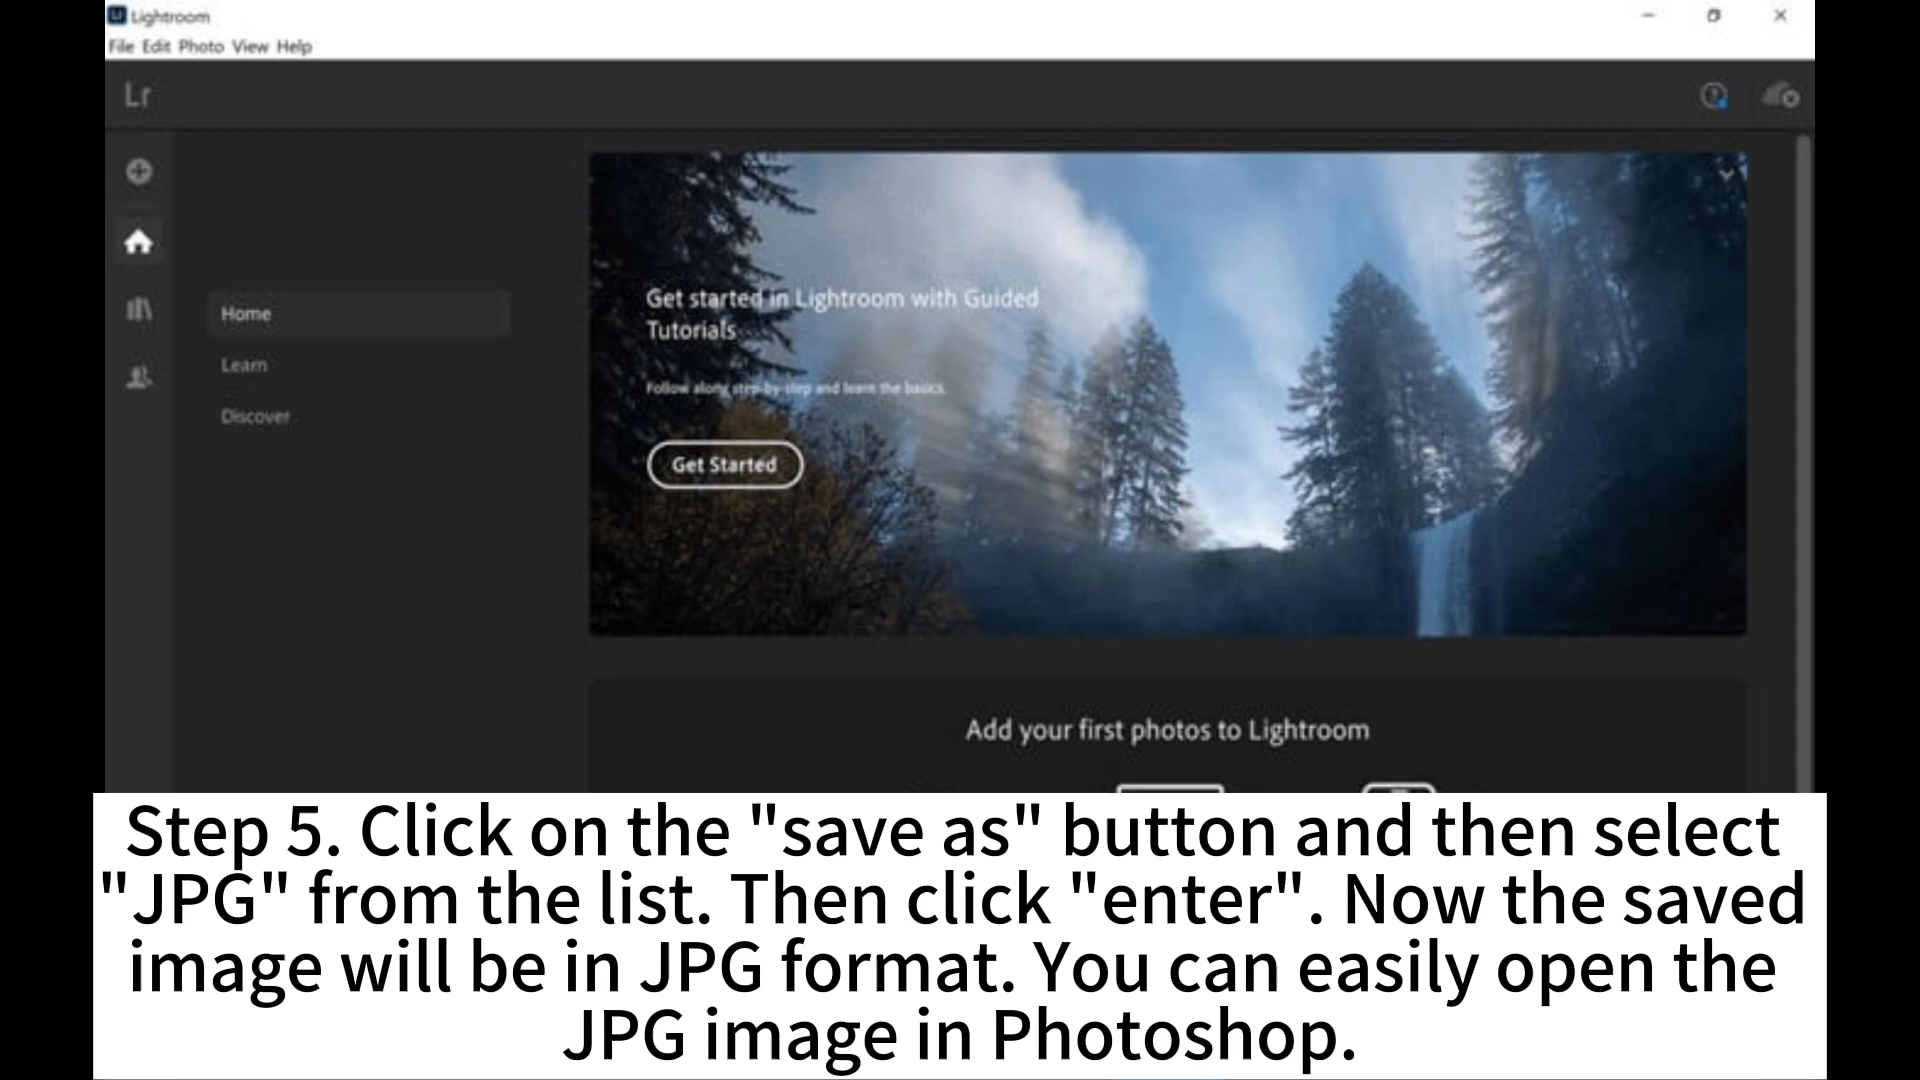 Lightroom
File Edit Photo View Help
Lr
Home
Learn
Discover
Get started in Lightroom with Guided
Tutorials
Follow along step-by-step and learn the basics.
Get Started
Add your first photos to Lightroom
Step 5. Click on the "save as" button and then select
"JPG" from the list. Then click "enter". Now the saved
image will be in JPG format. You can easily open the
JPG image in Photoshop.